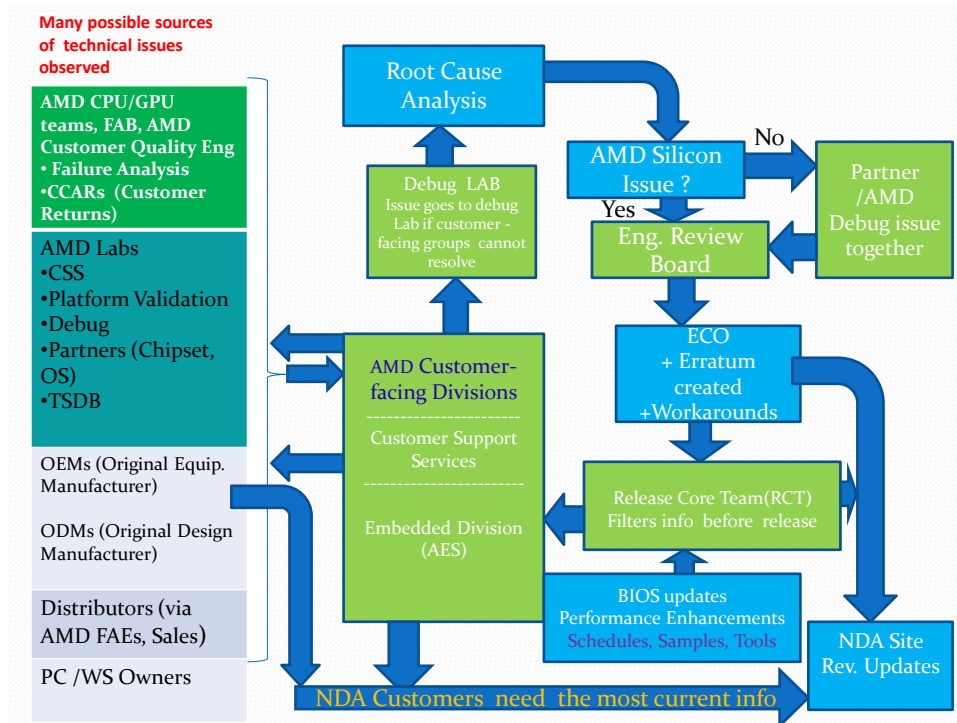 Many possible sources
of technical issues
observed
AMD CPU/GPU
teams, FAB, AMD
Customer Quality Eng
• Failure Analysis
•CCARs (Customer
Returns)
AMD Labs
•CSS
•Platform Validation
•Debug
•Partners (Chipset,
OS)
•TSDB
OEMs (Original Equip.
Manufacturer)
ODMs (Original Design
Manufacturer)
Distributors (via
AMD FAEs, Sales)
PC /WS Owners
Root Cause
Analysis
Debug LAB
Issue goes to debug
Lab if customer -
facing groups cannot
resolve
AMD Customer-
facing Divisions
-----------------------
Customer Support
Services
------------------------
Embedded Division
(AES)
AMD Silicon
Issue ?
No
Yes
Partner
/AMD
Debug issue
together
Eng. Review
Board
ECO
+ Erratum
created
+Workarounds
Release Core Team(RCT)
Filters info before release
BIOS updates
Performance Enhancements
Schedules, Samples, Tools
NDA Site
Rev. Updates
NDA Customers need the most current info